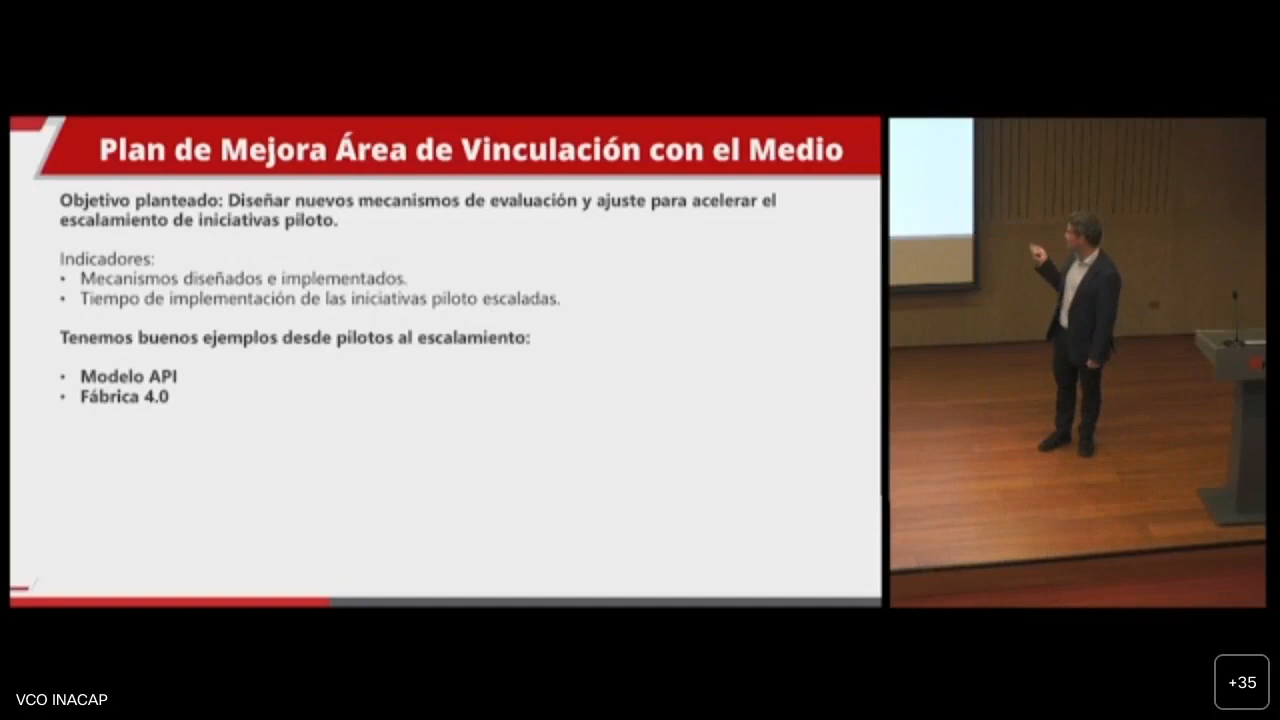 Plan de Mejora Área de Vinculación con el Medio
Objetivo planteado: Diseñar nuevos mecanismos de evaluación y ajuste para acelerar el
escalamiento de iniciativas piloto.
Indicadores:
• Mecanismos diseñados e implementados.
• Tiempo de implementación de las iniciativas piloto escaladas.
Tenemos buenos ejemplos desde pilotos al escalamiento:
• Modelo API
• Fábrica 4.0
VCO INACAP
+35